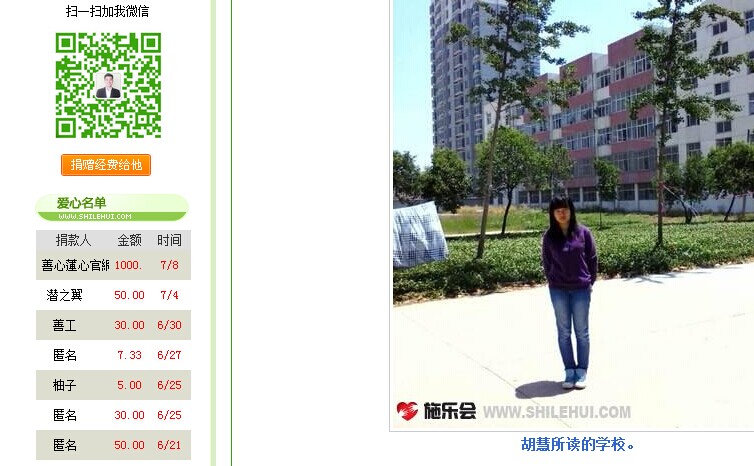 扫一扫加我微信
捐赠经费给他
爱心名单
WWW.SHILEHUI.COM
捐款人 金额 时间
善心蓮心官網 1000. 7/8
潜之翼 50.00 7/4
善工 30.00 6/30
匿名 7.33 6/27
柚子 5.00 6/25
匿名 30.00 6/25
匿名 50.00 6/21
施乐会 WWW.SHILEHUI.COM
胡慧所读的学校。